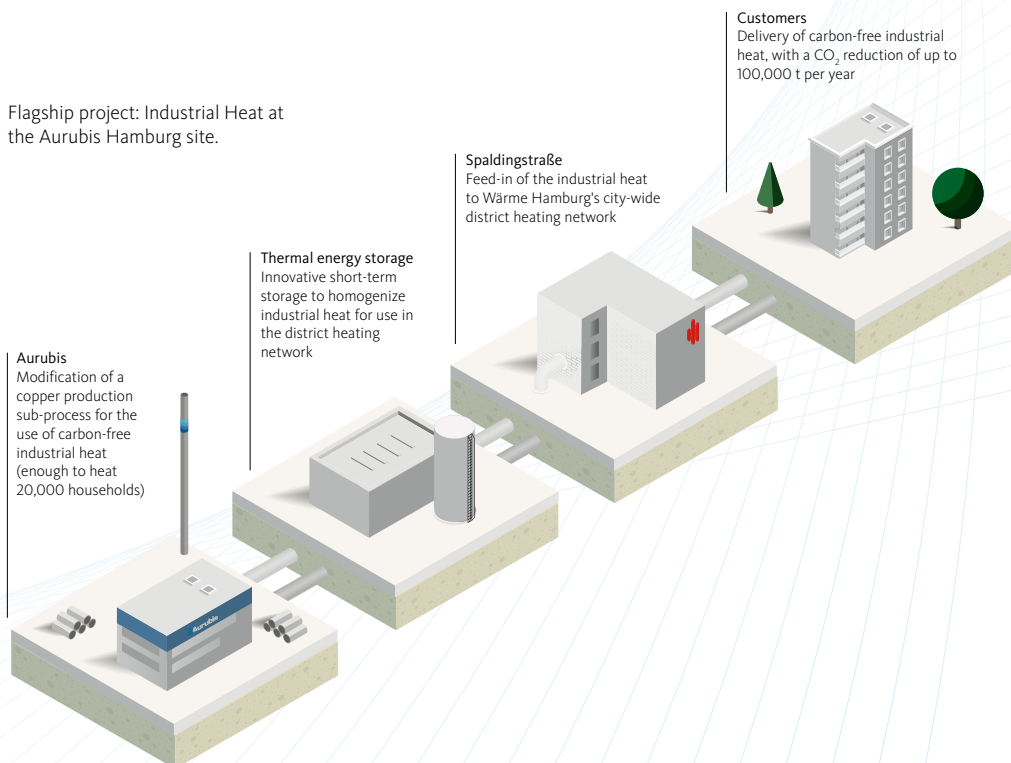 Flagship project: Industrial Heat at
the Aurubis Hamburg site.
Aurubis
Modification of a
copper production
sub-process for the
use of carbon-free
industrial heat
(enough to heat
20,000 households)
Thermal energy storage
Innovative short-term
storage to homogenize
industrial heat for use in
the district heating
network
Spaldingstraße
Feed-in of the industrial heat
to Wärme Hamburg's city-wide
district heating network
Customers
Delivery of carbon-free industrial
heat, with a CO₂ reduction of up to
100,000 t per year
Aurubis